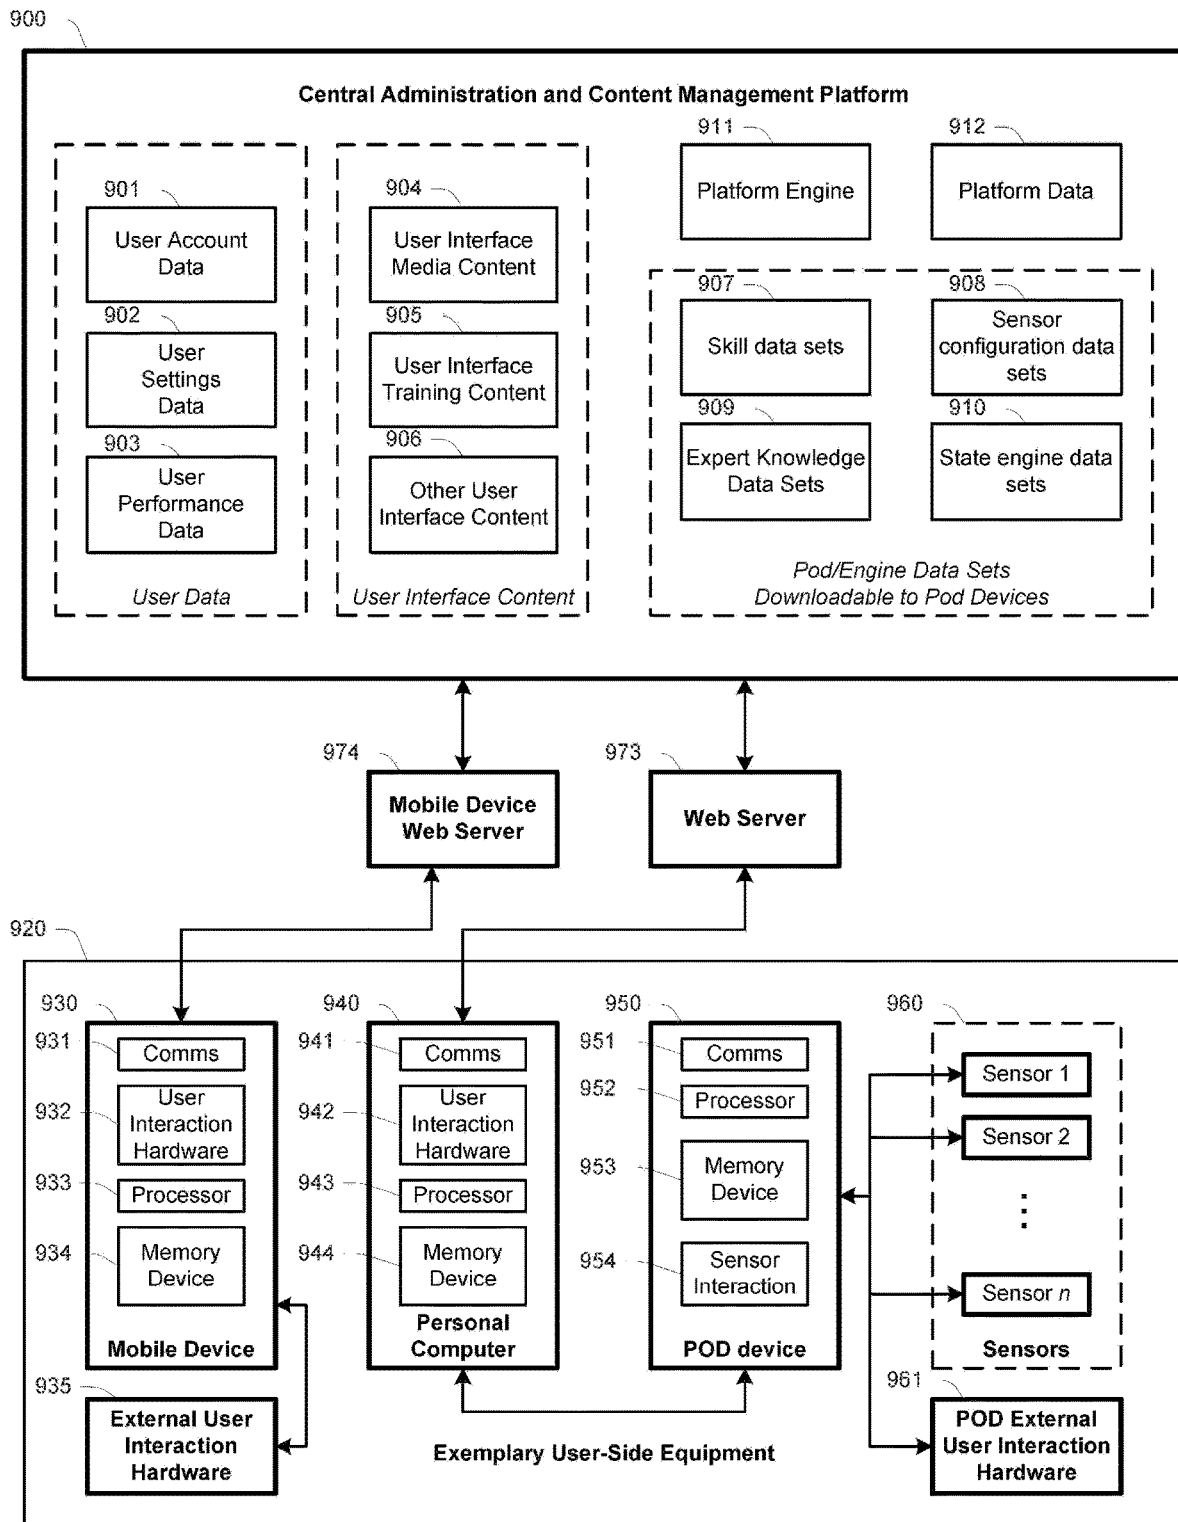 900
Central Administration and Content Management Platform
911
912
Platform Engine
Platform Data
901
User Account
Data
902
User
Settings
Data
903
User
Performance
Data
User Data
904
User Interface
Media Content
905
User Interface
Training Content
906
Other User
Interface Content
User Interface Content
907
Skill data sets
908
Sensor
configuration data
sets
909
Expert Knowledge
Data Sets
910
State engine data
sets
Pod/Engine Data Sets
Downloadable to Pod Devices
974
Mobile Device
Web Server
973
Web Server
920
930
931
Comms
932
User
Interaction
Hardware
933
Processor
934
Memory
Device
Mobile Device
935
External User
Interaction
Hardware
940
941
Comms
942
User
Interaction
Hardware
943
Processor
944
Memory
Device
Personal
Computer
950
951
Comms
952
Processor
953
Memory
Device
954
Sensor
Interaction
POD device
960
Sensor 1
Sensor 2
Sensor n
Sensors
961
POD External
User Interaction
Hardware
Exemplary User-Side Equipment